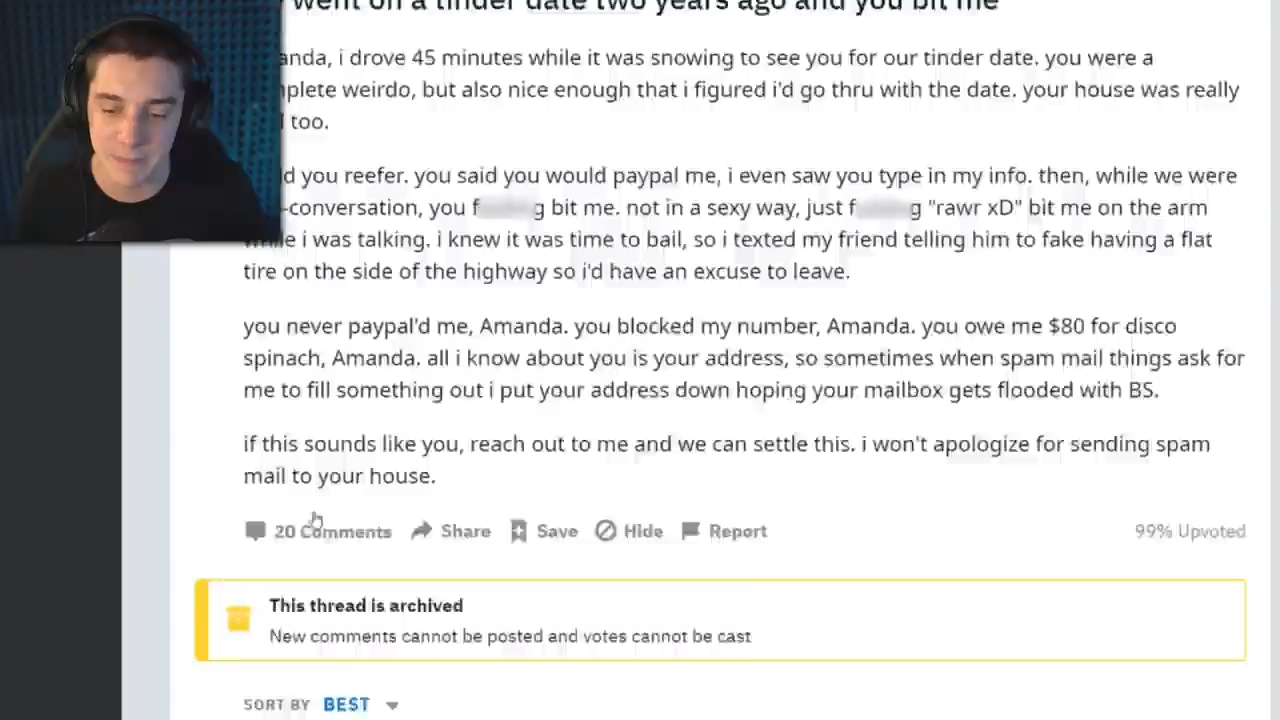 went on a tinder date two years ago and you bit me
anda, i drove 45 minutes while it was snowing to see you for our tinder date. you were a
plete weirdo, but also nice enough that i figured i'd go thru with the date. your house was really
too.
d you reefer. you said you would paypal me, i even saw you type in my info. then, while we were
-conversation, you f g bit me. not in a sexy way, just f g "rawr xD" bit me on the arm
while i was talking. i knew it was time to bail, so i texted my friend telling him to fake having a flat
tire on the side of the highway so i'd have an excuse to leave.
you never paypal'd me, Amanda. you blocked my number, Amanda. you owe me $80 for disco
spinach, Amanda. all i know about you is your address, so sometimes when spam mail things ask for
me to fill something out i put your address down hoping your mailbox gets flooded with BS.
if this sounds like you, reach out to me and we can settle this. i won't apologize for sending spam
mail to your house.
20 Comments Share Save Hide Report 99% Upvoted
This thread is archived
New comments cannot be posted and votes cannot be cast
SORT BY BEST